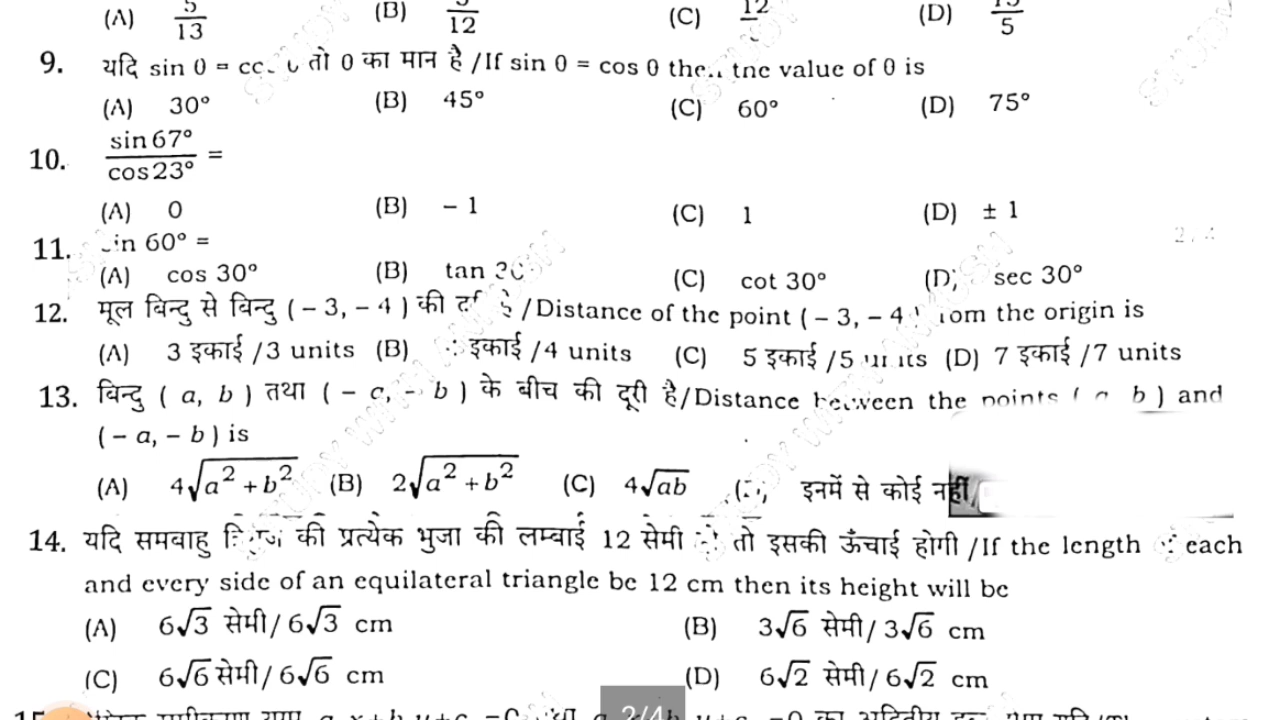 (A) 5/13 (B) /12 (C) 12 (D) /5
9. यदि sin θ = θ तो θ का मान है /If sin θ = cos θ the value of θ is
(A) 30° (B) 45° (C) 60° (D) 75°
10. sin 67°/cos 23° =
(A) 0 (B) – 1 (C) 1 (D) ± 1
11. in 60° =
(A) cos 30° (B) tan (C) cot 30° (D) sec 30°
12. मूल बिन्दु से बिन्दु ( – 3, – 4 ) की /Distance of the point ( – 3, – 4 ) the origin is
(A) 3 इकाई /3 units (B) इकाई /4 units (C) 5 इकाई /5 units (D) 7 इकाई /7 units
13. बिन्दु ( a, b ) तथा ( – a, – b ) के बीच की दूरी है/Distance between the points ( a b ) and
( – a, – b ) is
(A) 4√(a² + b²) (B) 2√(a² + b²) (C) 4√ab इनमें से कोई नहीं
14. यदि समबाहु की प्रत्येक भुजा की लम्बाई 12 सेमी तो इसकी ऊँचाई होगी /If the length each
and every side of an equilateral triangle be 12 cm then its height will be
(A) 6√3 सेमी/ 6√3 cm (B) 3√6 सेमी/ 3√6 cm
(C) 6√6 सेमी/ 6√6 cm (D) 6√2 सेमी/ 6√2 cm
2/4